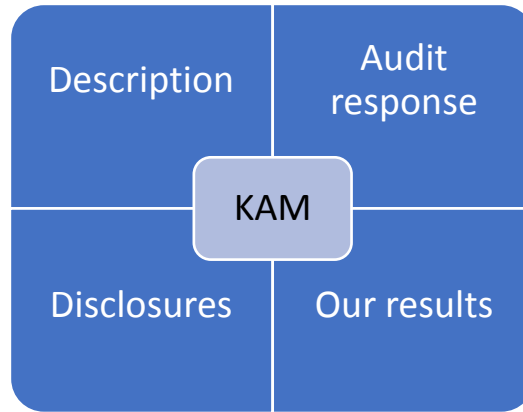 Description
Audit
response
KAM
Disclosures
Our results